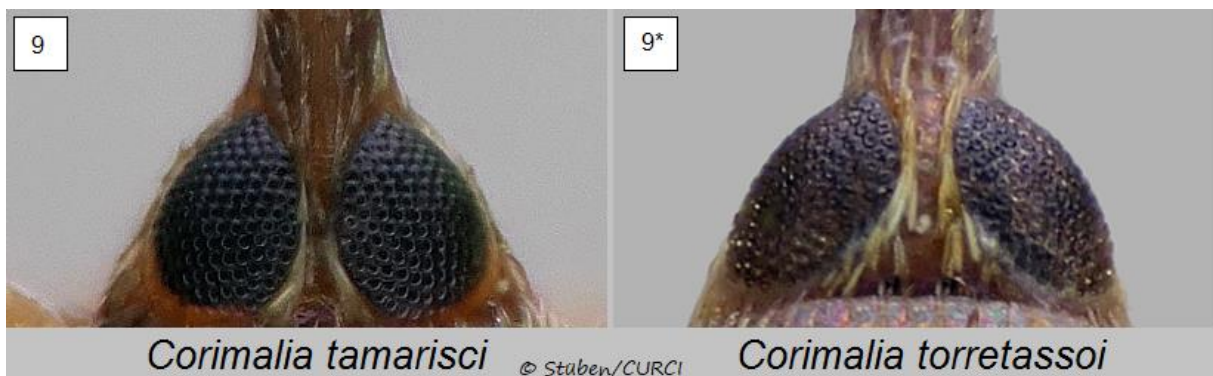 9
9*
Corimalia tamarisci
© Stüben/CURCI
Corimalia torretassoi